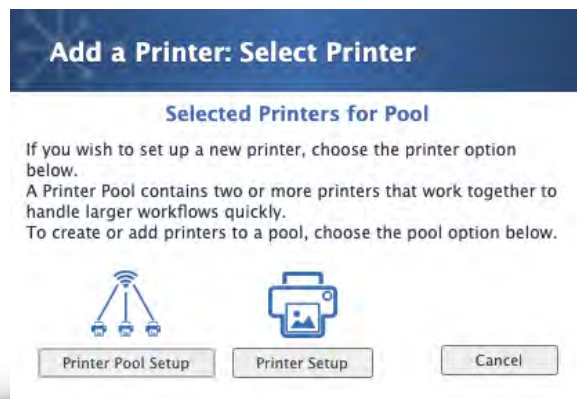 Add a Printer: Select Printer
Selected Printers for Pool
If you wish to set up a new printer, choose the printer option
below.
A Printer Pool contains two or more printers that work together to
handle larger workflows quickly.
To create or add printers to a pool, choose the pool option below.
Printer Pool Setup
Printer Setup
Cancel